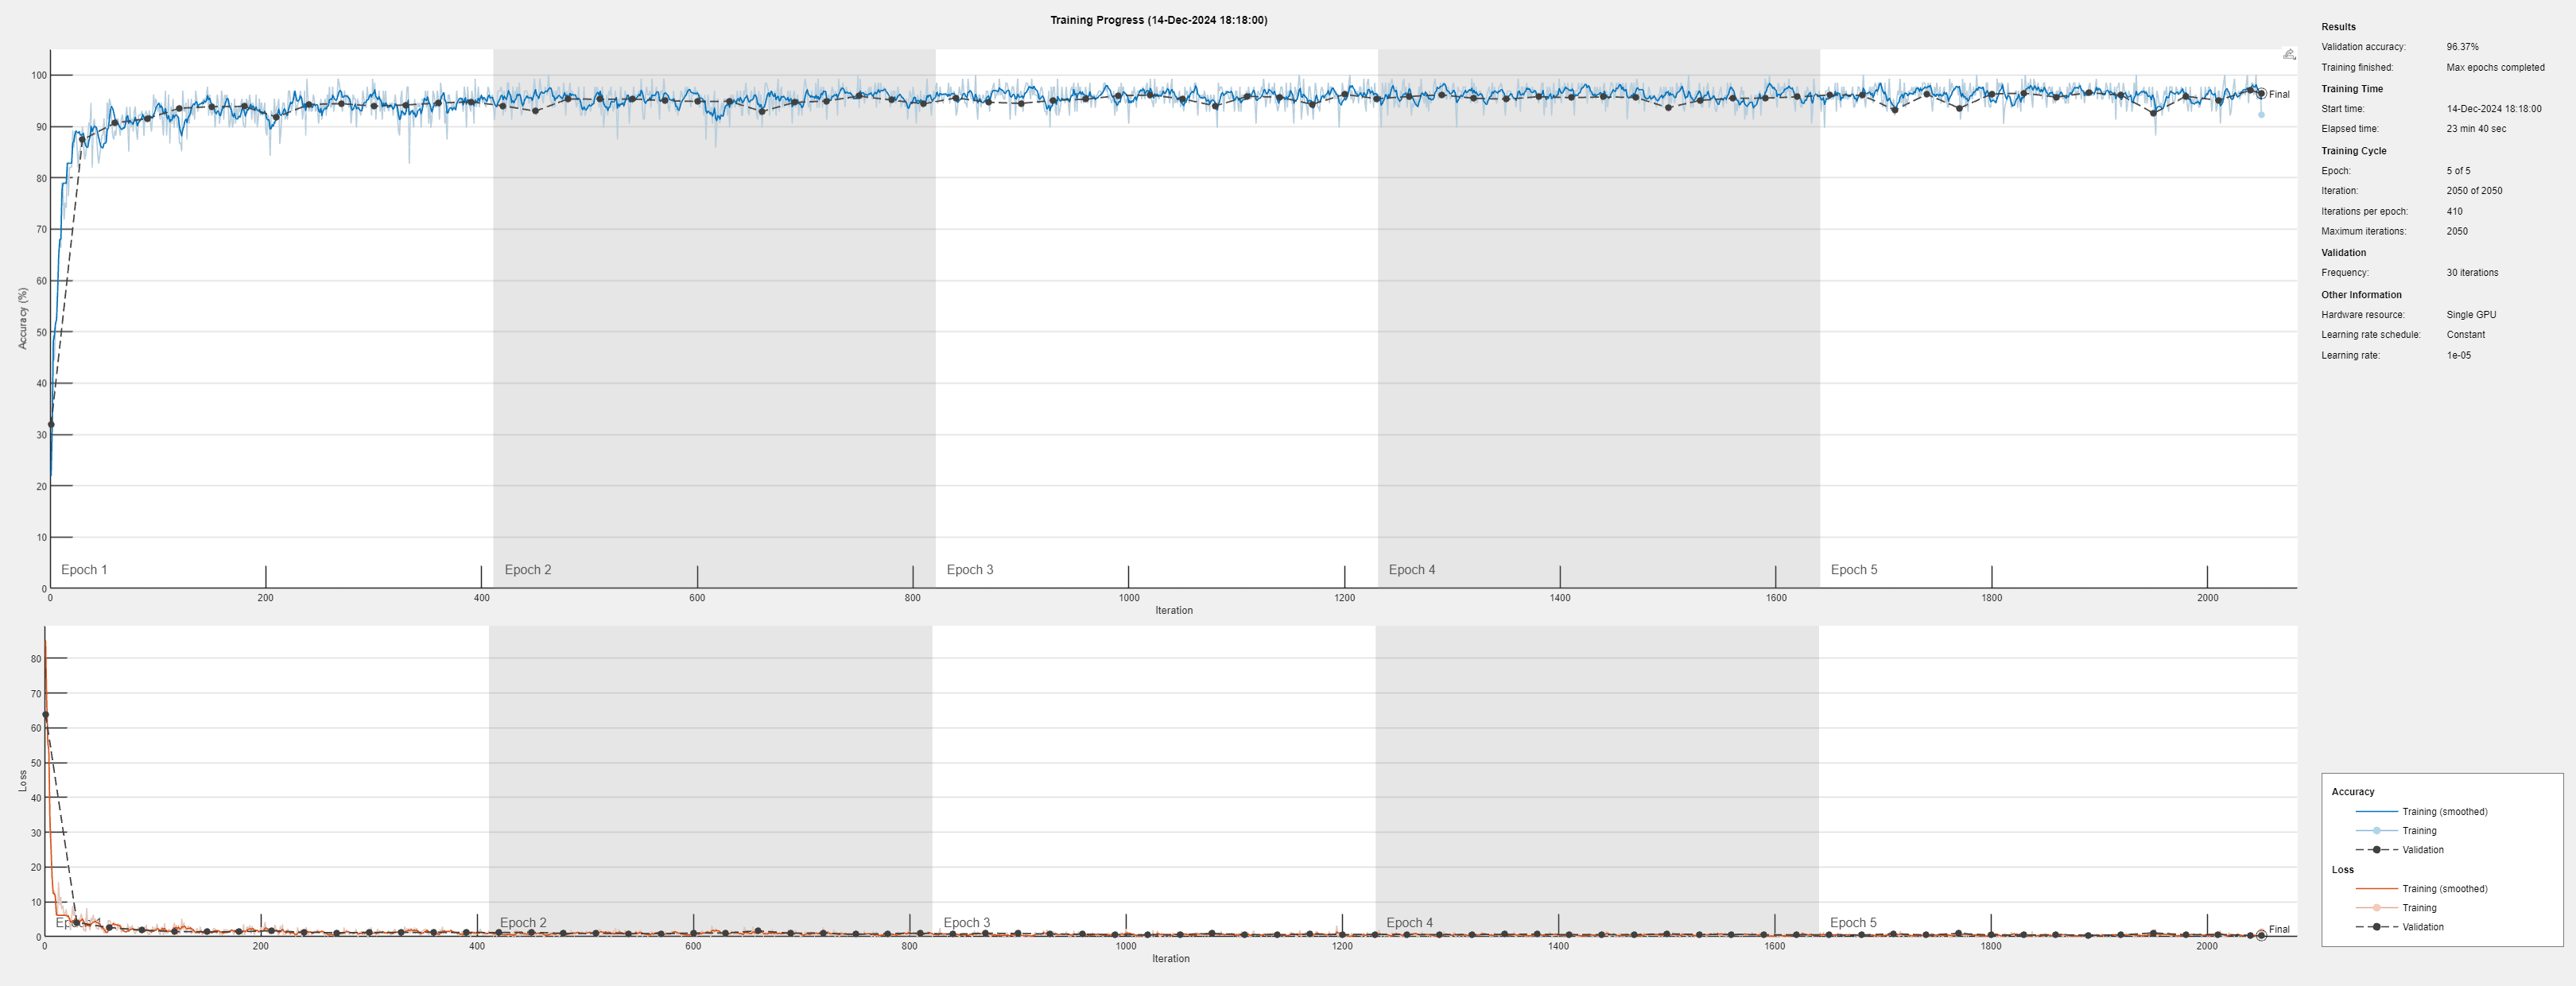 Training Progress (14-Dec-2024 18:18:00)
100
90
80
70
60
50
40
30
20
10
0
Accuracy (%)
Final
Epoch 1
Epoch 2
Epoch 3
Epoch 4
Epoch 5
0 200 400 600 800 1000 1200 1400 1600 1800 2000
Iteration
80
70
60
50
40
30
20
10
0
Loss
Epoch 2
Epoch 3
Epoch 4
Epoch 5
Final
0 200 400 600 800 1000 1200 1400 1600 1800 2000
Iteration
Results
Validation accuracy: 96.37%
Training finished: Max epochs completed
Training Time
Start time: 14-Dec-2024 18:18:00
Elapsed time: 23 min 40 sec
Training Cycle
Epoch: 5 of 5
Iteration: 2050 of 2050
Iterations per epoch: 410
Maximum iterations: 2050
Validation
Frequency: 30 iterations
Other Information
Hardware resource: Single GPU
Learning rate schedule: Constant
Learning rate: 1e-05
Accuracy
Training (smoothed)
Training
Validation
Loss
Training (smoothed)
Training
Validation